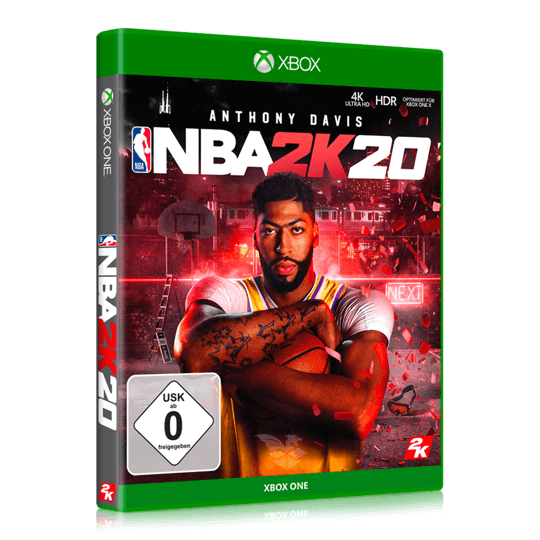 XBOX
4K
ULTRA HD
HDR
OPTIMIERT FÜR
XBOX ONE X
ANTHONY DAVIS
NBA
NBA2K20
NEXT
USK
ab
0
freigegeben
2K
XBOX ONE
XBOX ONE
NBA2K20
2K